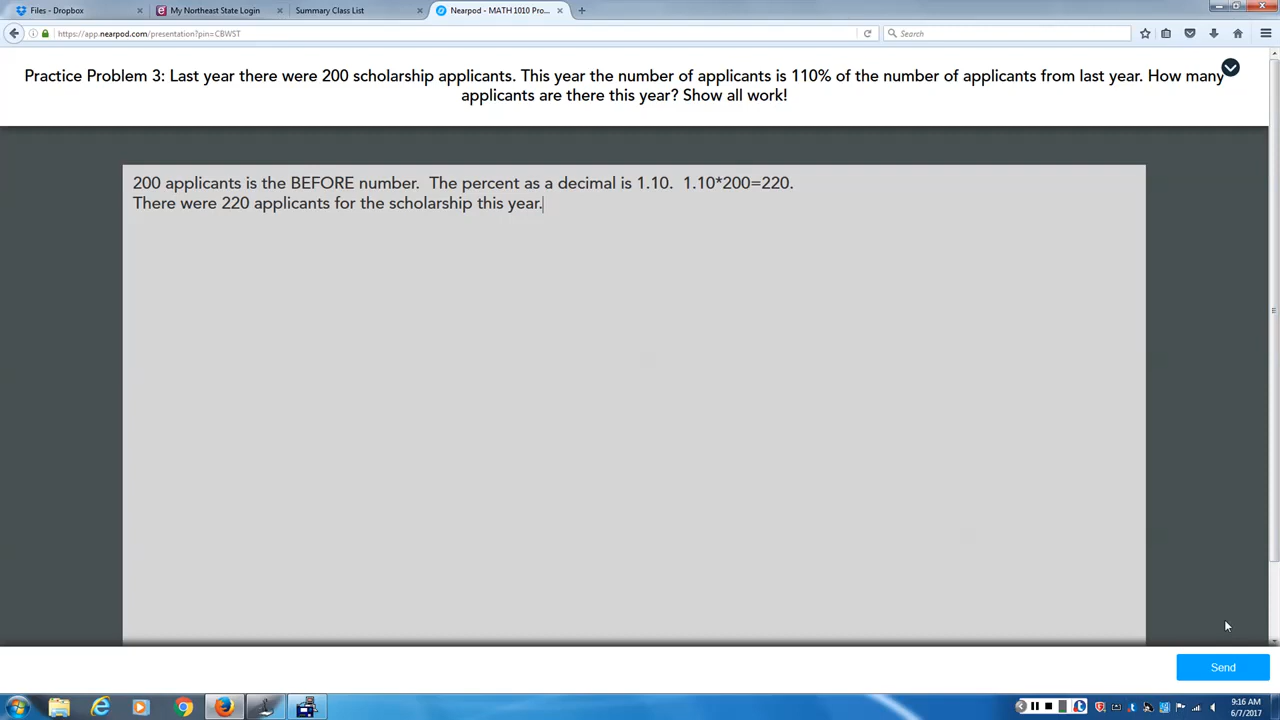 Files - Dropbox
My Northeast State Login
Summary Class List
Nearpod - MATH 1010 Pro...
https://app.nearpod.com/presentation?pin=CBWST
Search
Practice Problem 3: Last year there were 200 scholarship applicants. This year the number of applicants is 110% of the number of applicants from last year. How many
applicants are there this year? Show all work!
200 applicants is the BEFORE number.  The percent as a decimal is 1.10.  1.10*200=220.
There were 220 applicants for the scholarship this year.
Send
9:16 AM
6/7/2017